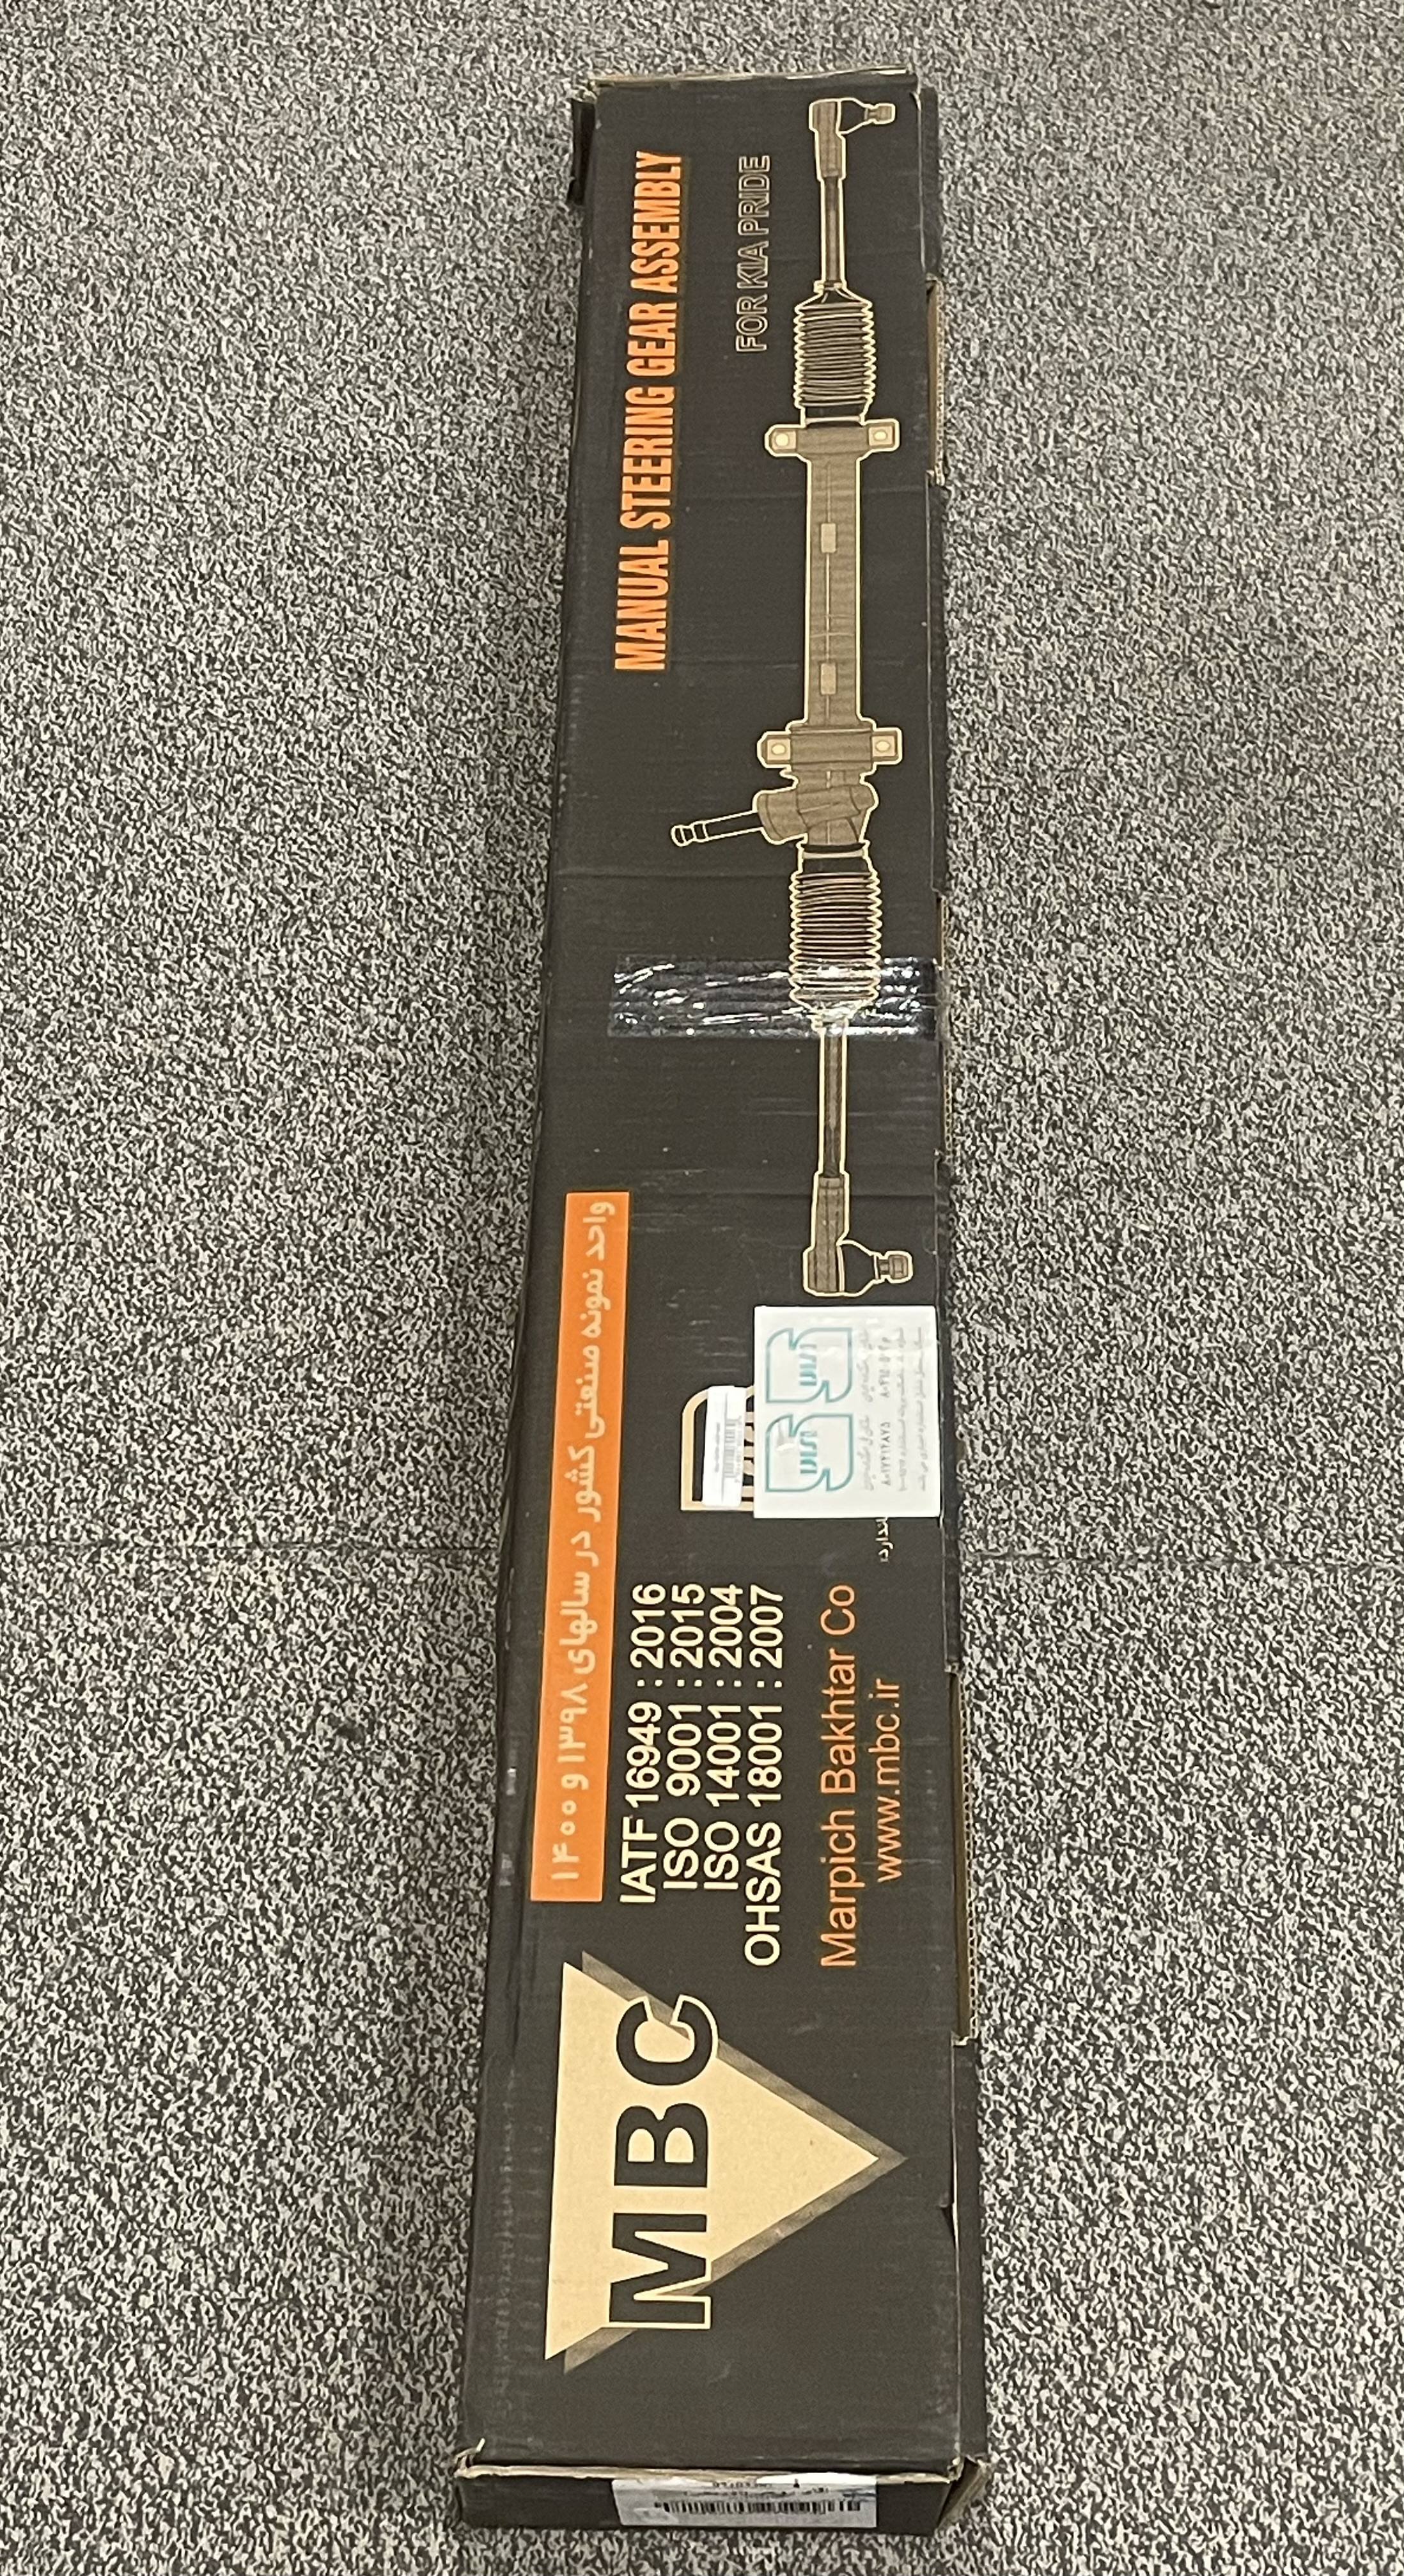 MANUAL STEERING GEAR ASSEMBLY
FOR KIA PRIDE
واحد نمونه صنعتی کشور در سالهای ۱۳۹۸ و ۱۴۰۰
IATF 16949 : 2016
ISO 9001 : 2015
ISO 14001 : 2004
OHSAS 18001 : 2007
Marpich Bakhtar Co
www.mbc.ir
MBC